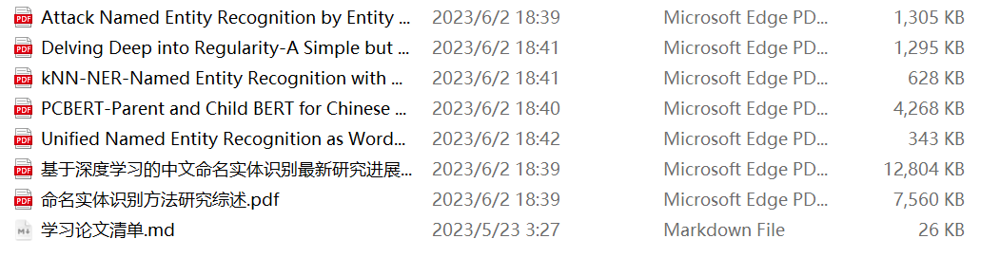 Attack Named Entity Recognition by Entity ... 2023/6/2 18:39 Microsoft Edge PD... 1,305 KB
Delving Deep into Regularity-A Simple but ... 2023/6/2 18:41 Microsoft Edge PD... 1,295 KB
kNN-NER-Named Entity Recognition with ... 2023/6/2 18:41 Microsoft Edge PD... 628 KB
PCBERT-Parent and Child BERT for Chinese ... 2023/6/2 18:40 Microsoft Edge PD... 4,268 KB
Unified Named Entity Recognition as Word... 2023/6/2 18:42 Microsoft Edge PD... 343 KB
基于深度学习的中文命名实体识别最新研究进展... 2023/6/2 18:39 Microsoft Edge PD... 12,804 KB
命名实体识别方法研究综述.pdf 2023/6/2 18:39 Microsoft Edge PD... 7,560 KB
学习论文清单.md 2023/5/23 3:27 Markdown File 26 KB